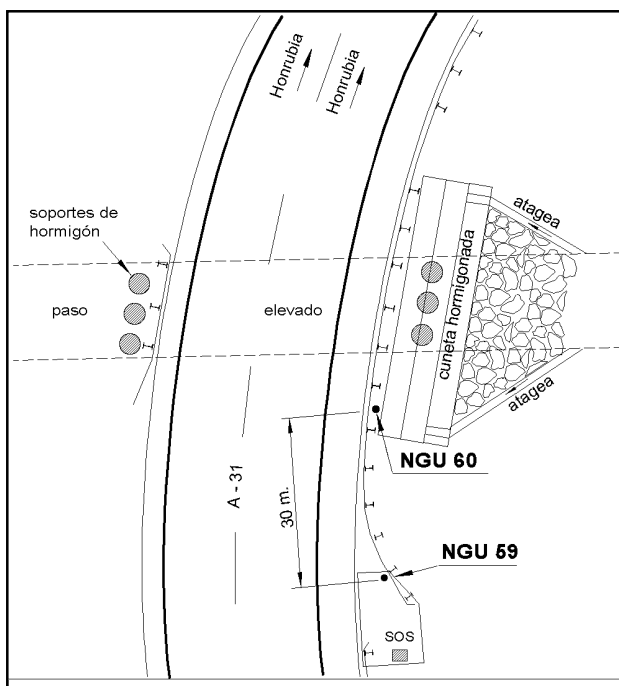 Honrubia
Honrubia
soportes de
hormigón
atagea
paso
elevado
cuneta hormigonada
atagea
NGU 60
A - 31
30 m.
NGU 59
SOS